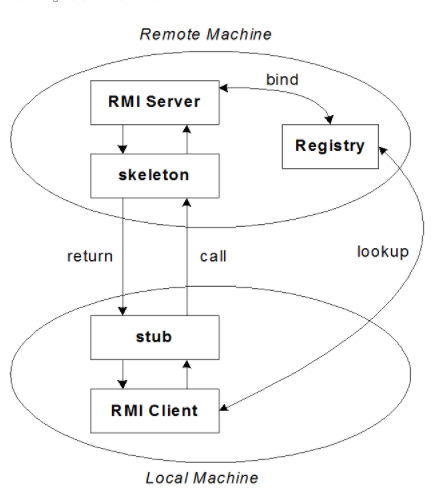 Remote Machine
bind
RMI Server
Registry
skeleton
return
call
lookup
stub
RMI Client
Local Machine